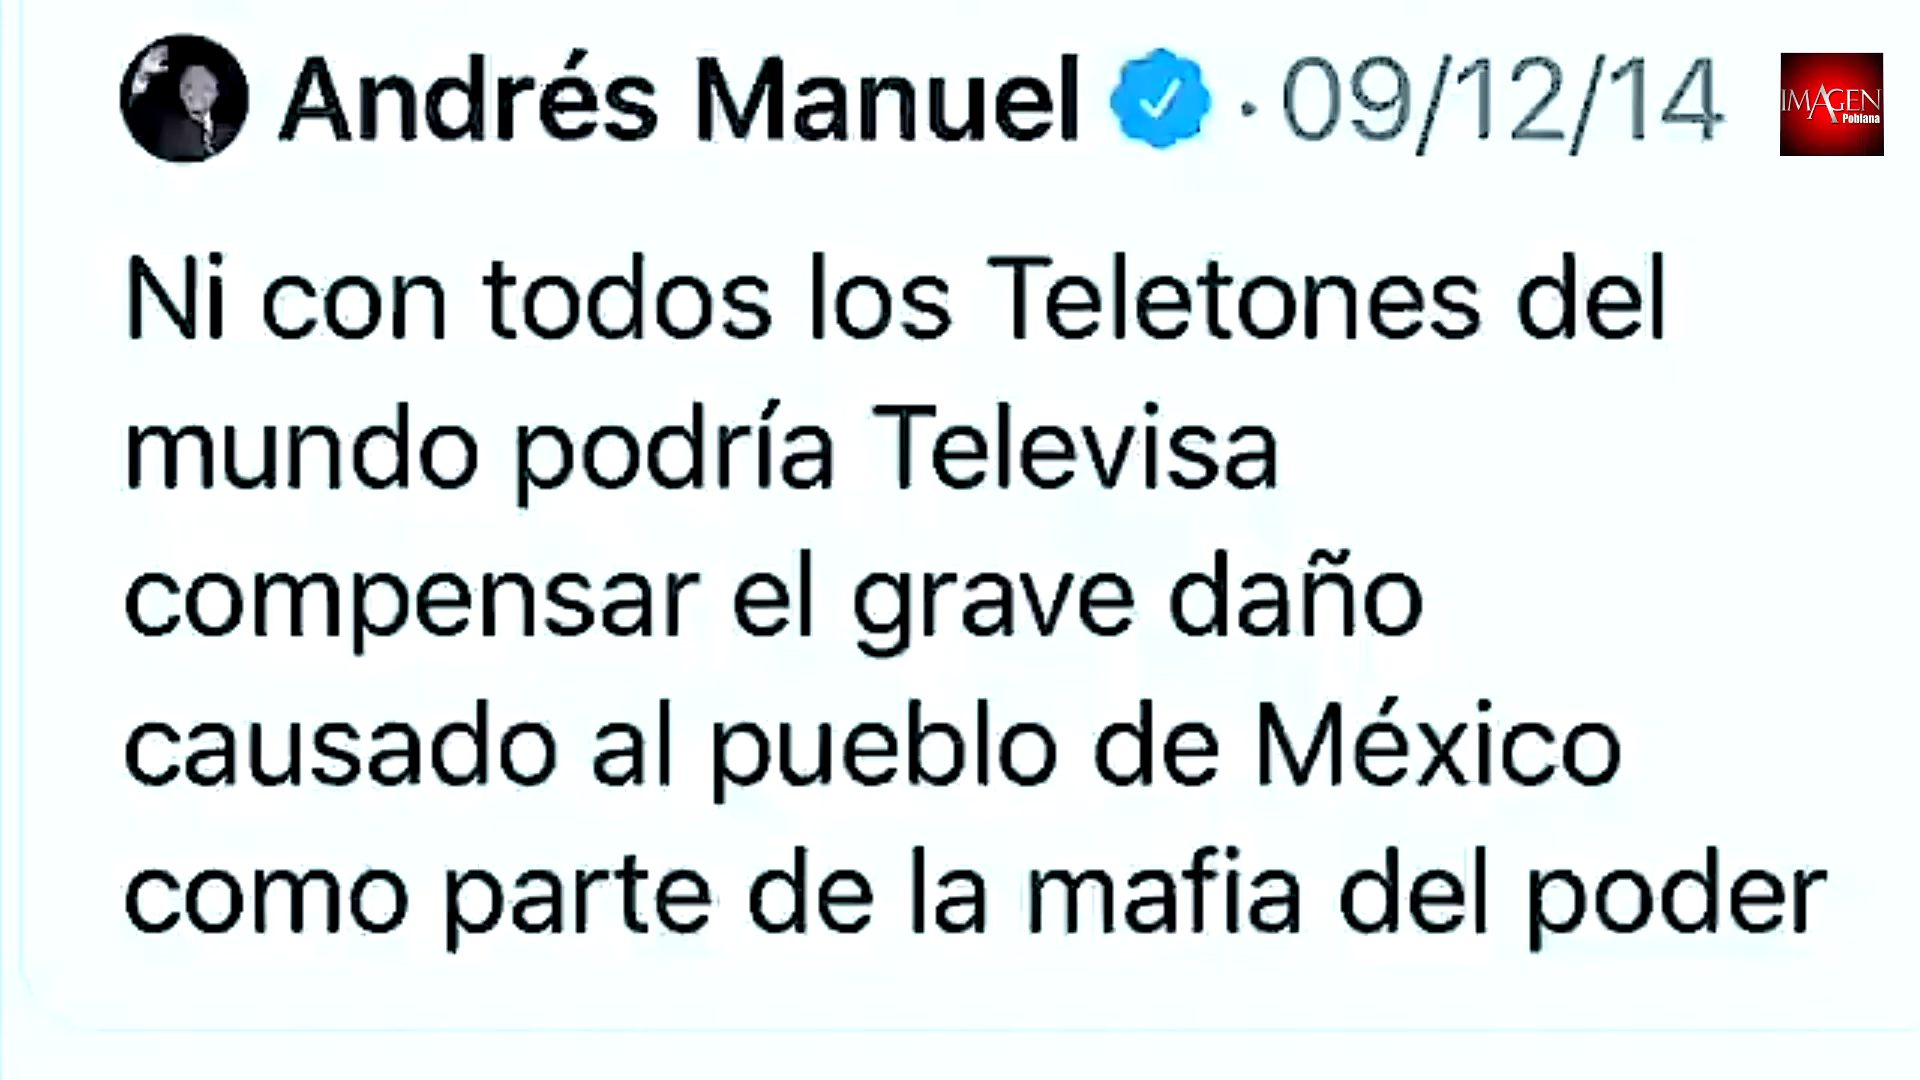 Andrés Manuel · 09/12/14
IMAGEN
Poblana
Ni con todos los Teletones del
mundo podría Televisa
compensar el grave daño
causado al pueblo de México
como parte de la mafia del poder